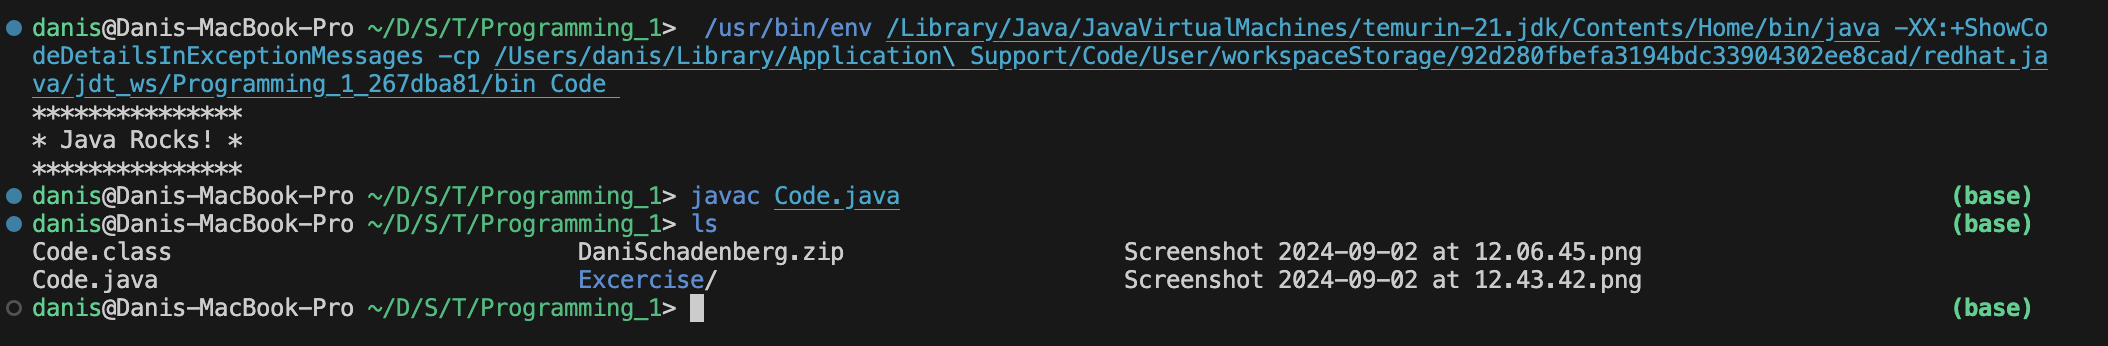 danis@Danis-MacBook-Pro ~/D/S/T/Programming_1>  /usr/bin/env /Library/Java/JavaVirtualMachines/temurin-21.jdk/Contents/Home/bin/java -XX:+ShowCo
deDetailsInExceptionMessages -cp /Users/danis/Library/Application\ Support/Code/User/workspaceStorage/92d280fbefa3194bdc33904302ee8cad/redhat.ja
va/jdt_ws/Programming_1_267dba81/bin Code
***************
* Java Rocks! *
***************
danis@Danis-MacBook-Pro ~/D/S/T/Programming_1> javac Code.java (base)
danis@Danis-MacBook-Pro ~/D/S/T/Programming_1> ls (base)
Code.class DaniSchadenberg.zip Screenshot 2024-09-02 at 12.06.45.png
Code.java Excercise/ Screenshot 2024-09-02 at 12.43.42.png
danis@Danis-MacBook-Pro ~/D/S/T/Programming_1> (base)